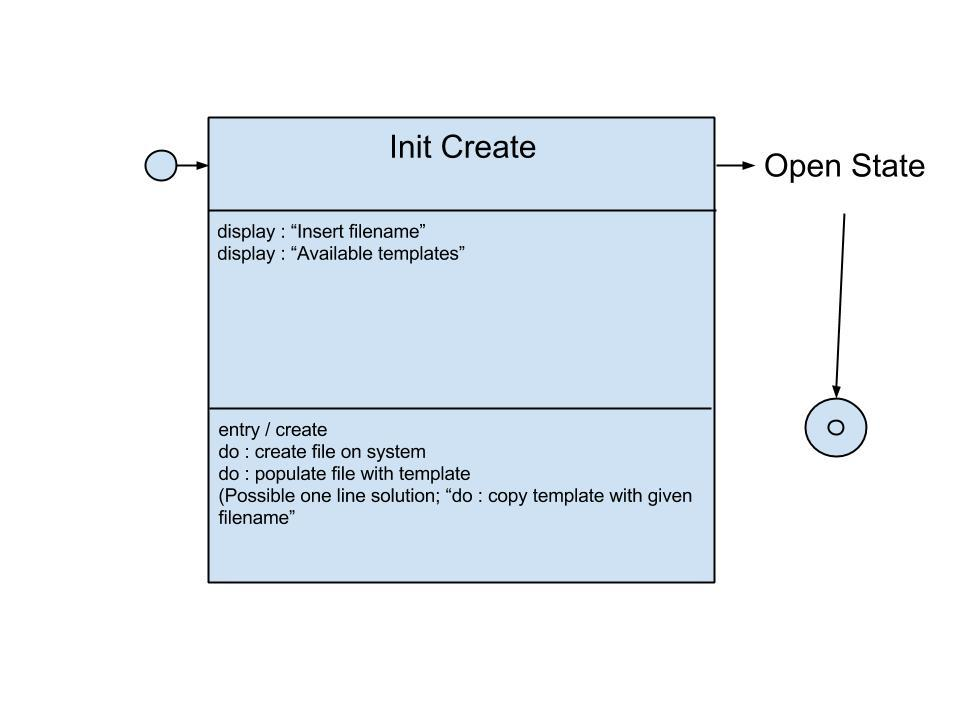 Init Create
Open State
display : “Insert filename”
display : “Available templates”
entry / create
do : create file on system
do : populate file with template
(Possible one line solution; “do : copy template with given
filename”